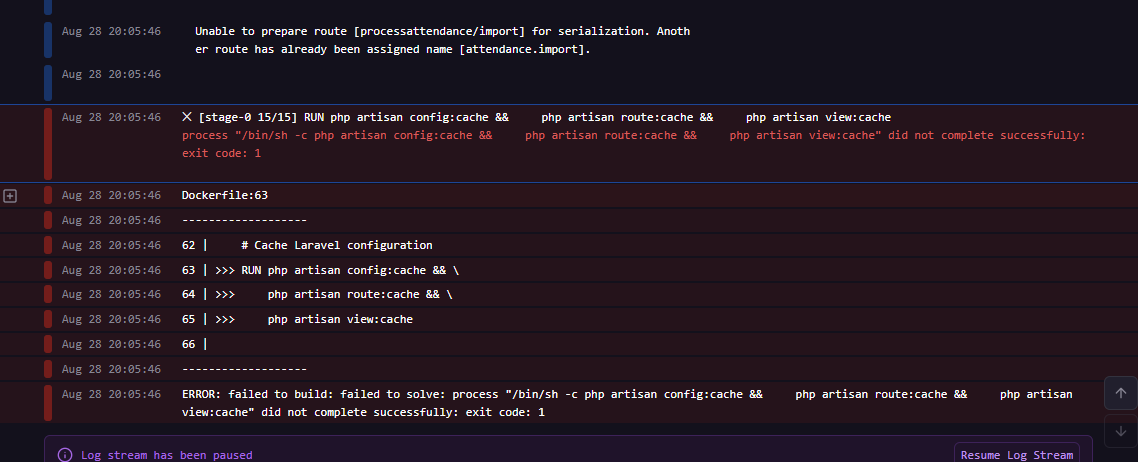 Aug 28 20:05:46 Unable to prepare route [processattendance/import] for serialization. Anoth
er route has already been assigned name [attendance.import].
Aug 28 20:05:46
Aug 28 20:05:46 ✕ [stage-0 15/15] RUN php artisan config:cache &&     php artisan route:cache &&     php artisan view:cache
process "/bin/sh -c php artisan config:cache &&     php artisan route:cache &&     php artisan view:cache" did not complete successfully:
exit code: 1
Aug 28 20:05:46 Dockerfile:63
Aug 28 20:05:46 -------------------
Aug 28 20:05:46 62 |     # Cache Laravel configuration
Aug 28 20:05:46 63 | >>> RUN php artisan config:cache && \
Aug 28 20:05:46 64 | >>>     php artisan route:cache && \
Aug 28 20:05:46 65 | >>>     php artisan view:cache
Aug 28 20:05:46 66 |
Aug 28 20:05:46 -------------------
Aug 28 20:05:46 ERROR: failed to build: failed to solve: process "/bin/sh -c php artisan config:cache &&     php artisan route:cache &&     php artisan
view:cache" did not complete successfully: exit code: 1
Log stream has been paused
Resume Log Stream